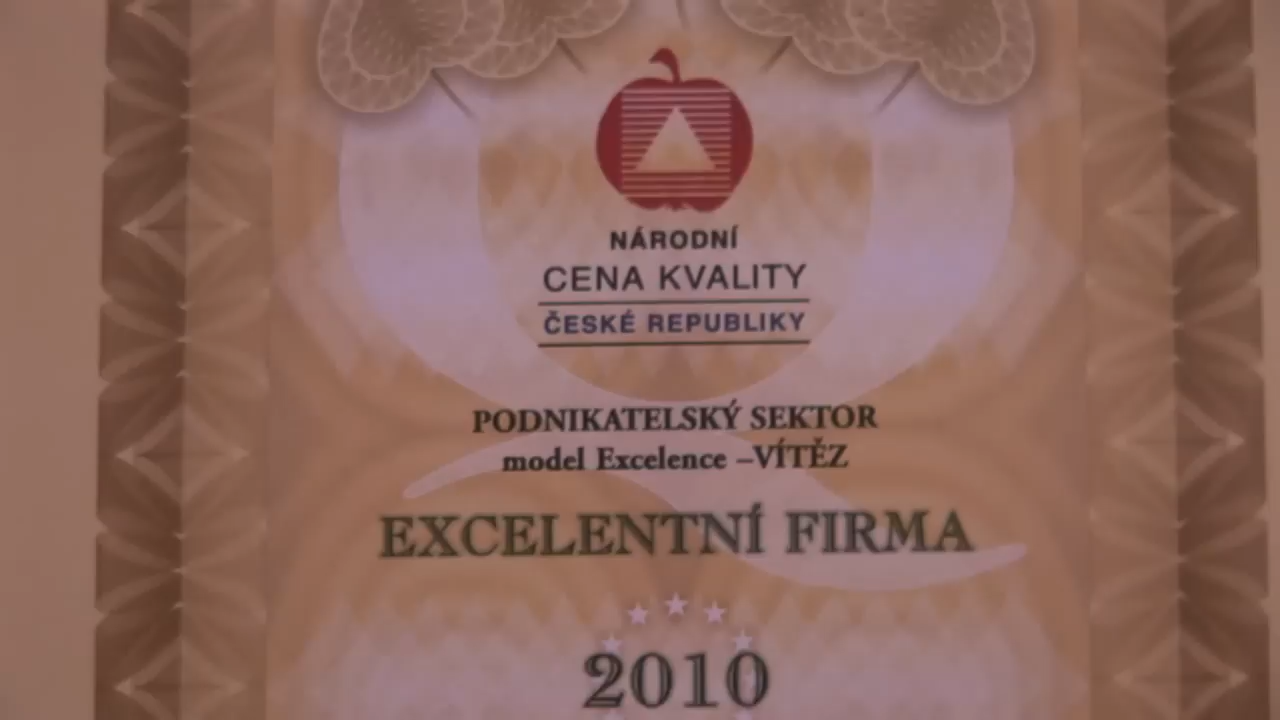 NÁRODNÍ
CENA KVALITY
ČESKÉ REPUBLIKY
PODNIKATELSKÝ SEKTOR
model Excelence –VÍTĚZ
EXCELENTNÍ FIRMA
2010